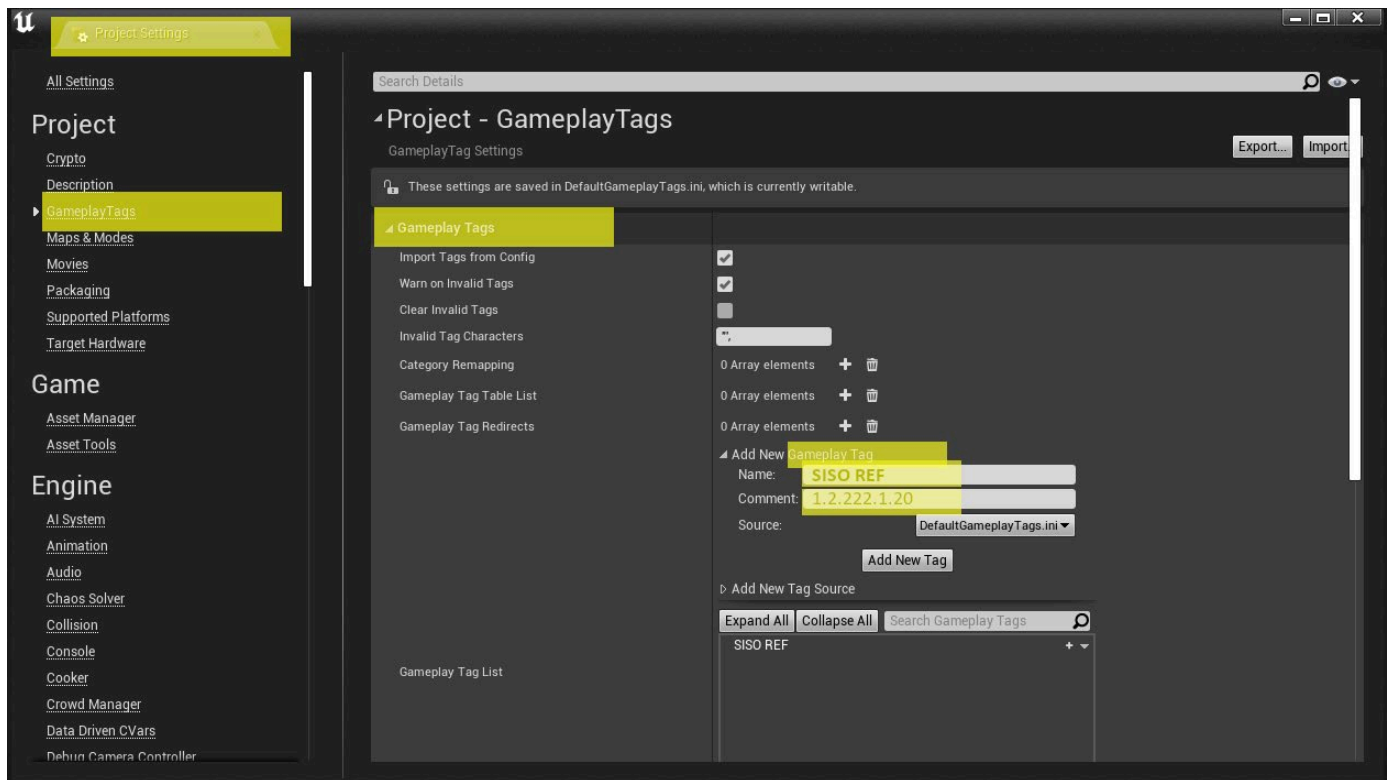 Project Settings
All Settings
Project
Crypto
Description
GameplayTags
Maps & Modes
Movies
Packaging
Supported Platforms
Target Hardware
Game
Asset Manager
Asset Tools
Engine
AI System
Animation
Audio
Chaos Solver
Collision
Console
Cooker
Crowd Manager
Data Driven CVars
Debug Camera Controller
Search Details
Project - GameplayTags
GameplayTag Settings
Export... Import...
These settings are saved in DefaultGameplayTags.ini, which is currently writable.
Gameplay Tags
Import Tags from Config
Warn on Invalid Tags
Clear Invalid Tags
Invalid Tag Characters "',
Category Remapping 0 Array elements
Gameplay Tag Table List 0 Array elements
Gameplay Tag Redirects 0 Array elements
Add New Gameplay Tag
Name: SISO REF
Comment: 1.2.222.1.20
Source: DefaultGameplayTags.ini
Add New Tag
Add New Tag Source
Expand All Collapse All Search Gameplay Tags
SISO REF
Gameplay Tag List